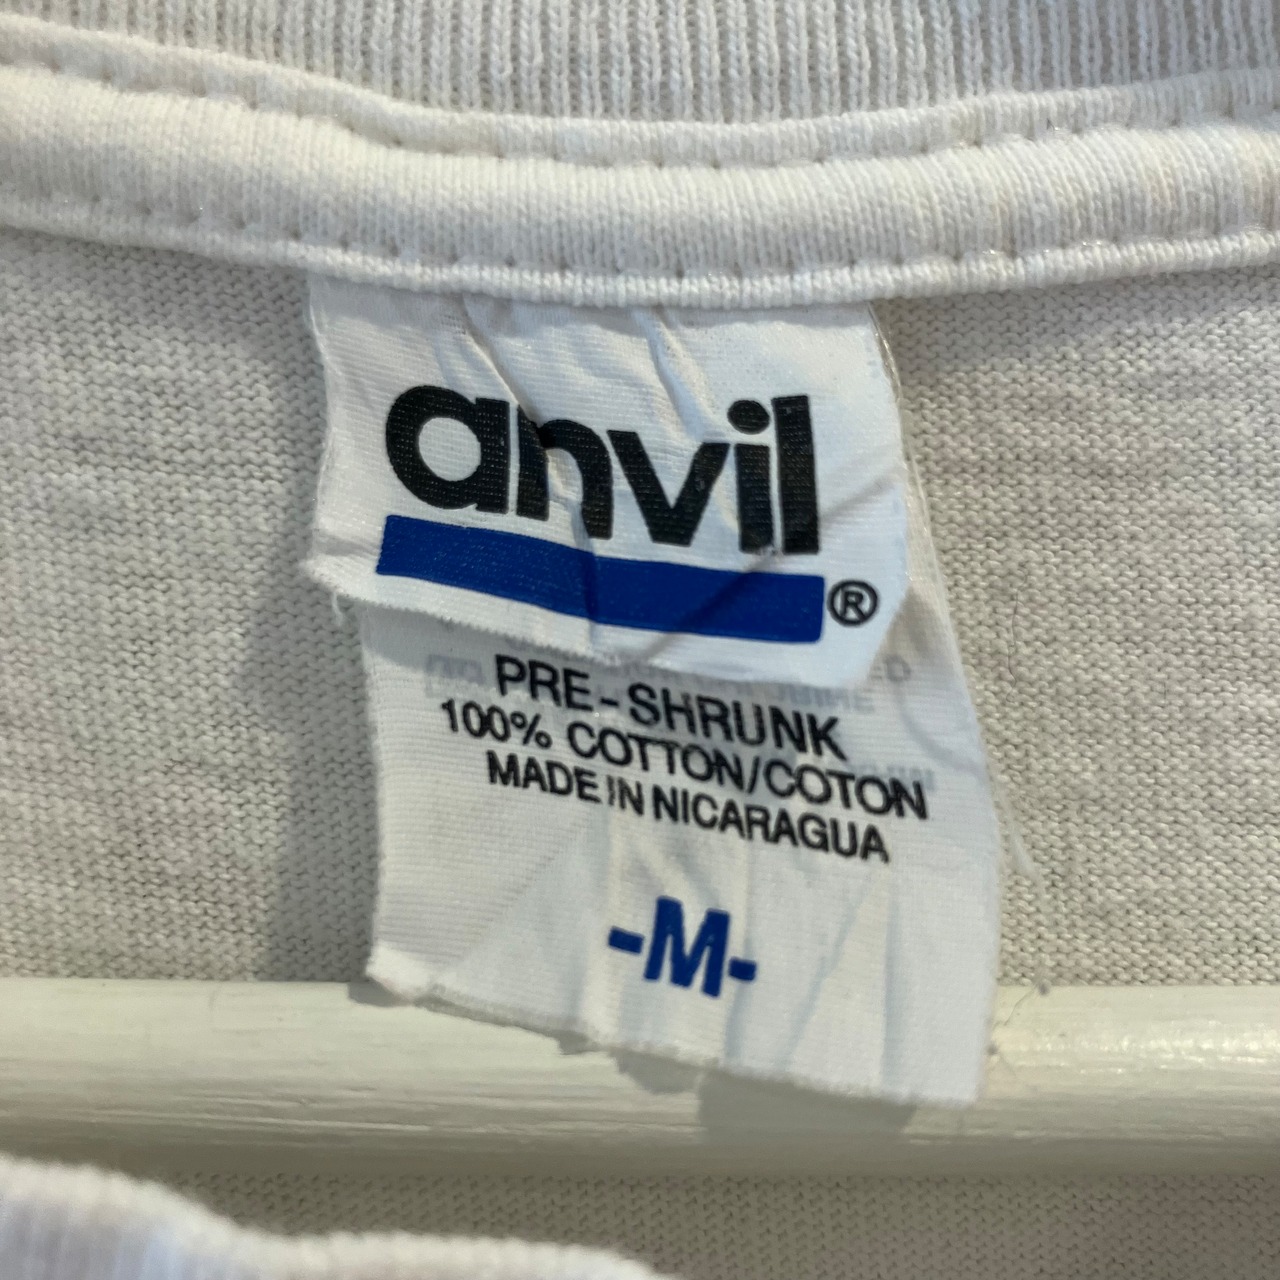 anvil
®
PRE-SHRUNK
100% COTTON/COTON
MADE IN NICARAGUA
-M-